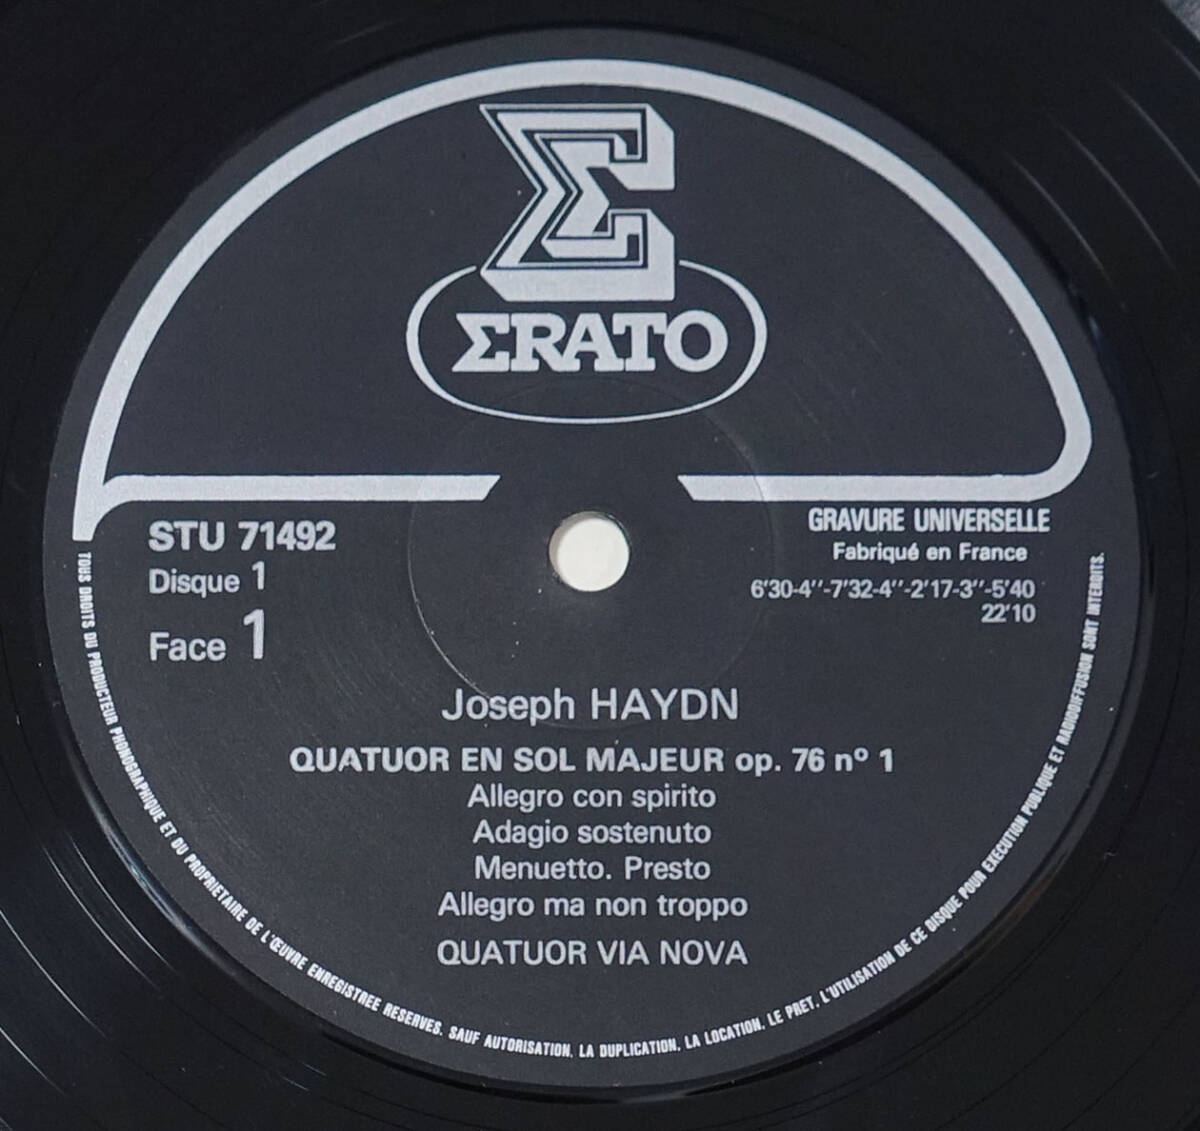 Σ
ΣRATO
STU 71492
Disque 1
Face 1
GRAVURE UNIVERSELLE
Fabriqué en France
6'30-4''-7'32-4''-2'17-3''-5'40
22'10
Joseph HAYDN
QUATUOR EN SOL MAJEUR op. 76 nº 1
Allegro con spirito
Adagio sostenuto
Menuetto. Presto
Allegro ma non troppo
QUATUOR VIA NOVA
TOUS DROITS DU PRODUCTEUR PHONOGRAPHIQUE ET DU PROPRIETAIRE DE L'ŒUVRE ENREGISTREE RESERVES. SAUF AUTORISATION, LA DUPLICATION, LA LOCATION, LE PRET, L'UTILISATION DE CE DISQUE POUR EXECUTION PUBLIQUE ET RADIODIFFUSION SONT INTERDITS.